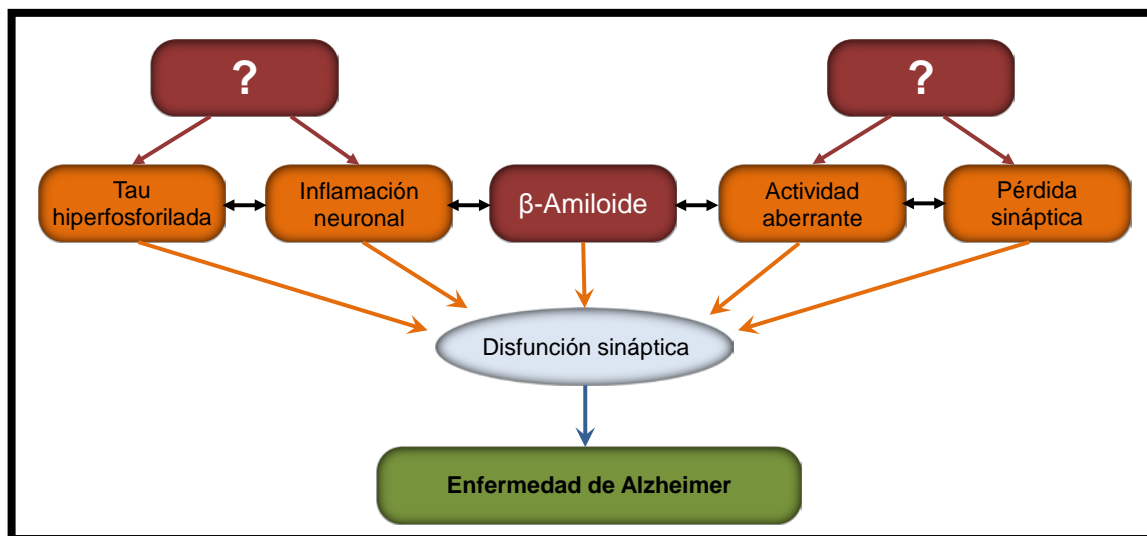 ?
?
Tau
hiperfosforilada
Inflamación
neuronal
β-Amiloide
Actividad
aberrante
Pérdida
sináptica
Disfunción sináptica
Enfermedad de Alzheimer